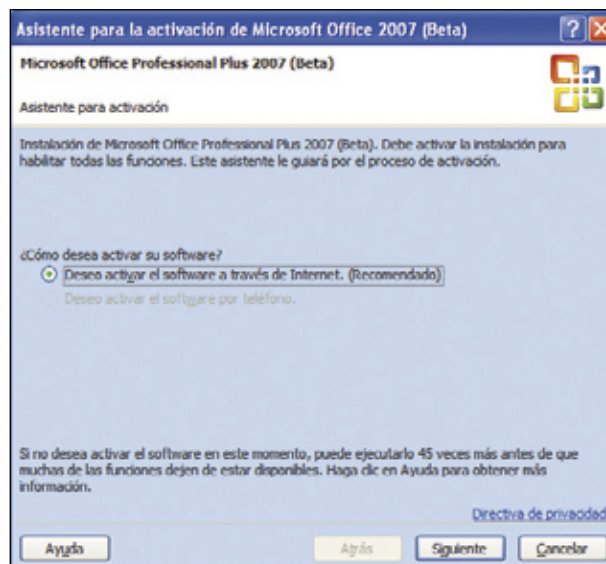 Asistente para la activación de Microsoft Office 2007 (Beta)
Microsoft Office Professional Plus 2007 (Beta)
Asistente para activación
Instalación de Microsoft Office Professional Plus 2007 (Beta). Debe activar la instalación para
habilitar todas las funciones. Este asistente le guiará por el proceso de activación.
¿Cómo desea activar su software?
Deseo activar el software a través de Internet. (Recomendado)
Deseo activar el software por teléfono.
Si no desea activar el software en este momento, puede ejecutarlo 45 veces más antes de que
muchas de las funciones dejen de estar disponibles. Haga clic en Ayuda para obtener más
información.
Directiva de privacidad
Ayuda Atrás Siguiente Cancelar